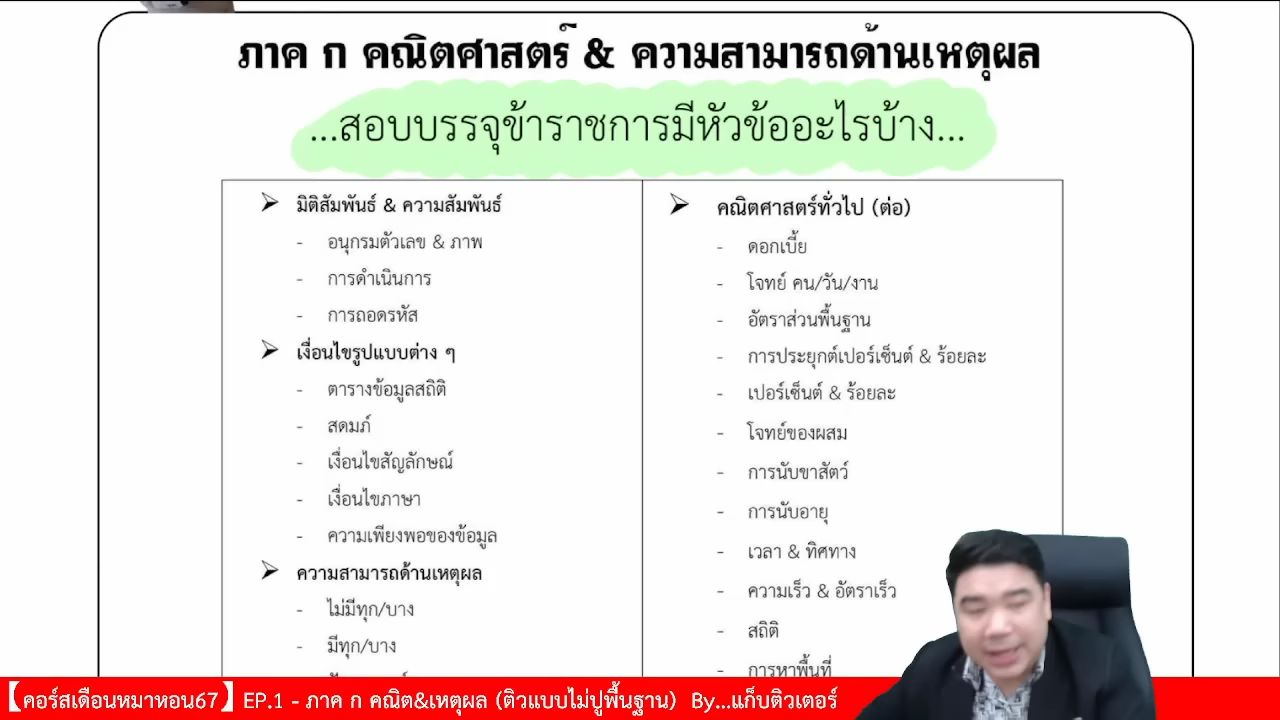 ภาค ก คณิตศาสตร์ & ความสามารถด้านเหตุผล
...สอบบรรจุข้าราชการมีหัวข้ออะไรบ้าง...
➢ มิติสัมพันธ์ & ความสัมพันธ์
- อนุกรมตัวเลข & ภาพ
- การดำเนินการ
- การถอดรหัส
➢ เงื่อนไขรูปแบบต่าง ๆ
- ตารางข้อมูลสถิติ
- สดมภ์
- เงื่อนไขสัญลักษณ์
- เงื่อนไขภาษา
- ความเพียงพอของข้อมูล
➢ ความสามารถด้านเหตุผล
- ไม่มีทุก/บาง
- มีทุก/บาง
➢ คณิตศาสตร์ทั่วไป (ต่อ)
- ดอกเบี้ย
- โจทย์ คน/วัน/งาน
- อัตราส่วนพื้นฐาน
- การประยุกต์เปอร์เซ็นต์ & ร้อยละ
- เปอร์เซ็นต์ & ร้อยละ
- โจทย์ของผสม
- การนับขาสัตว์
- การนับอายุ
- เวลา & ทิศทาง
- ความเร็ว & อัตราเร็ว
- สถิติ
- การหาพื้นที่
【คอร์สเดือนหมาหอน67】EP.1 - ภาค ก คณิต&เหตุผล (ติวแบบไม่ปูพื้นฐาน) By...แก็บติวเตอร์